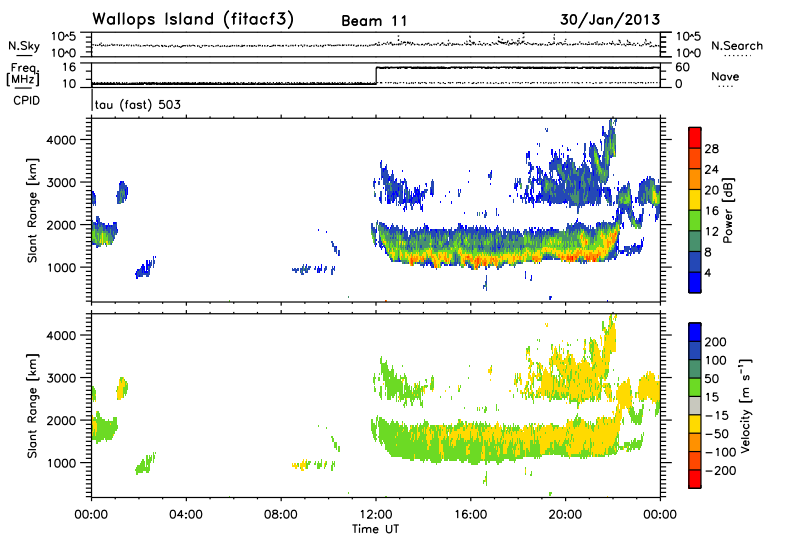 Wallops Island (fitacf3) Beam 11 30/Jan/2013
N.Sky 10^5 10^0 10^5 10^0 N.Search
Freq. [MHz] 16 10 60 0 Nave
CPID tau (fast) 503
Slant Range [km] 4000 3000 2000 1000
Power [dB] 28 24 20 16 12 8 4
Slant Range [km] 4000 3000 2000 1000
Velocity [m s⁻¹] 200 100 50 15 −15 −50 −100 −200
00:00 04:00 08:00 12:00 16:00 20:00 00:00
Time UT